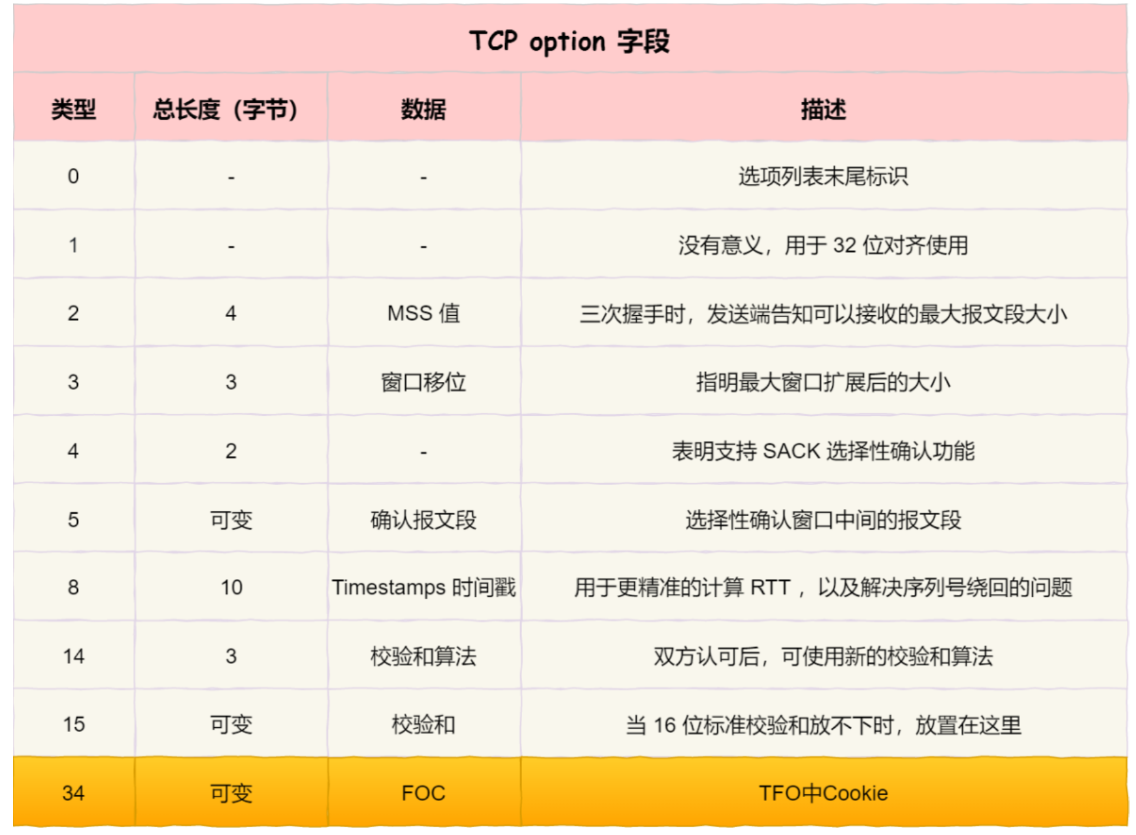 TCP option 字段
类型 总长度（字节） 数据 描述
0 - - 选项列表末尾标识
1 - - 没有意义，用于 32 位对齐使用
2 4 MSS 值 三次握手时，发送端告知可以接收的最大报文段大小
3 3 窗口移位 指明最大窗口扩展后的大小
4 2 - 表明支持 SACK 选择性确认功能
5 可变 确认报文段 选择性确认窗口中间的报文段
8 10 Timestamps 时间戳 用于更精准的计算 RTT ，以及解决序列号绕回的问题
14 3 校验和算法 双方认可后，可使用新的校验和算法
15 可变 校验和 当 16 位标准校验和放不下时，放置在这里
34 可变 FOC TFO中Cookie